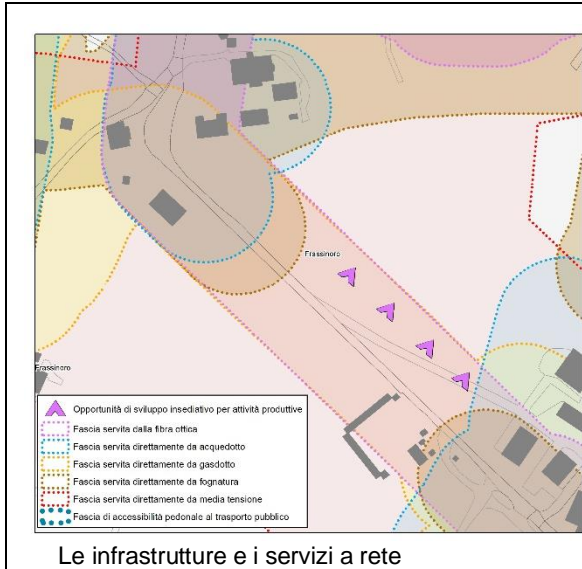 Frassinoro
Frassinoro
Opportunità di sviluppo insediativo per attività produttive
Fascia servita dalla fibra ottica
Fascia servita direttamente da acquedotto
Fascia servita direttamente da gasdotto
Fascia servita direttamente da fognatura
Fascia servita direttamente da media tensione
Fascia di accessibilità pedonale al trasporto pubblico
Le infrastrutture e i servizi a rete